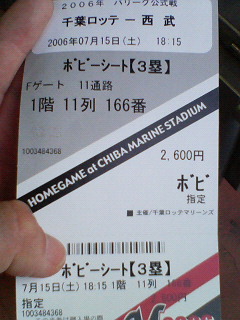 2006年 パ・リーグ公式戦
千葉ロッテ － 西 武
2006年07月15日(土) 18:15
ボビーシート【3塁】
Fゲート 11通路
1階 11列 166番
1003484368
2,600円
HOMEGAME at CHIBA MARINE STADIUM
ボビ
指定
■ 主催/千葉ロッテマリーンズ
ボビーシート【3塁】
7月15日(土) 18:15 1階 11列 166番
指定
1003484368